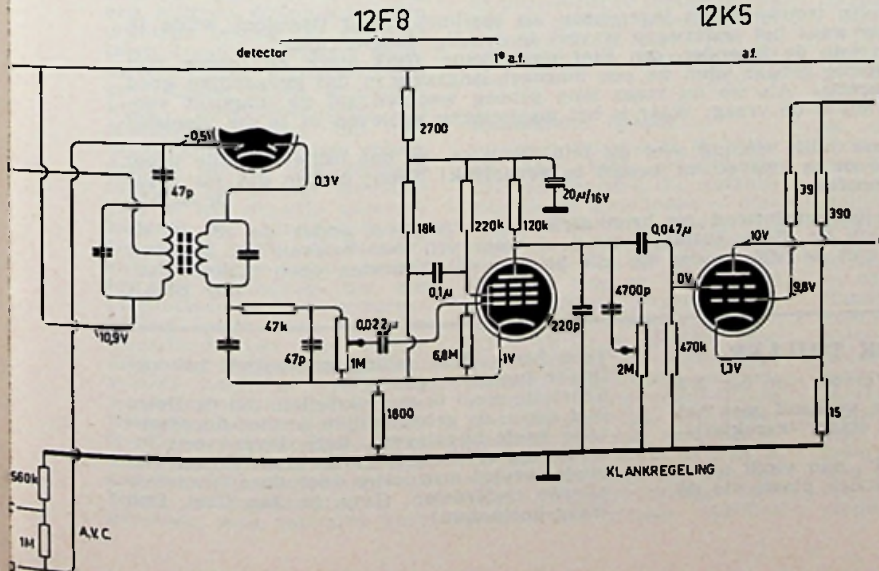 12F8
12K5
detector
1e a.f.
a.f.
-0,5V
2700
47p
0,3V
20µ/16V
39
390
18k
220k
120k
0,047µ
10V
0V
9,8V
0,1µ
4700p
10,9V
47k
0,022µ
220p
47p
1M
6,8M
1V
2M
470k
1,3V
1800
15
KLANKREGELING
560k
1M
A.V.C.